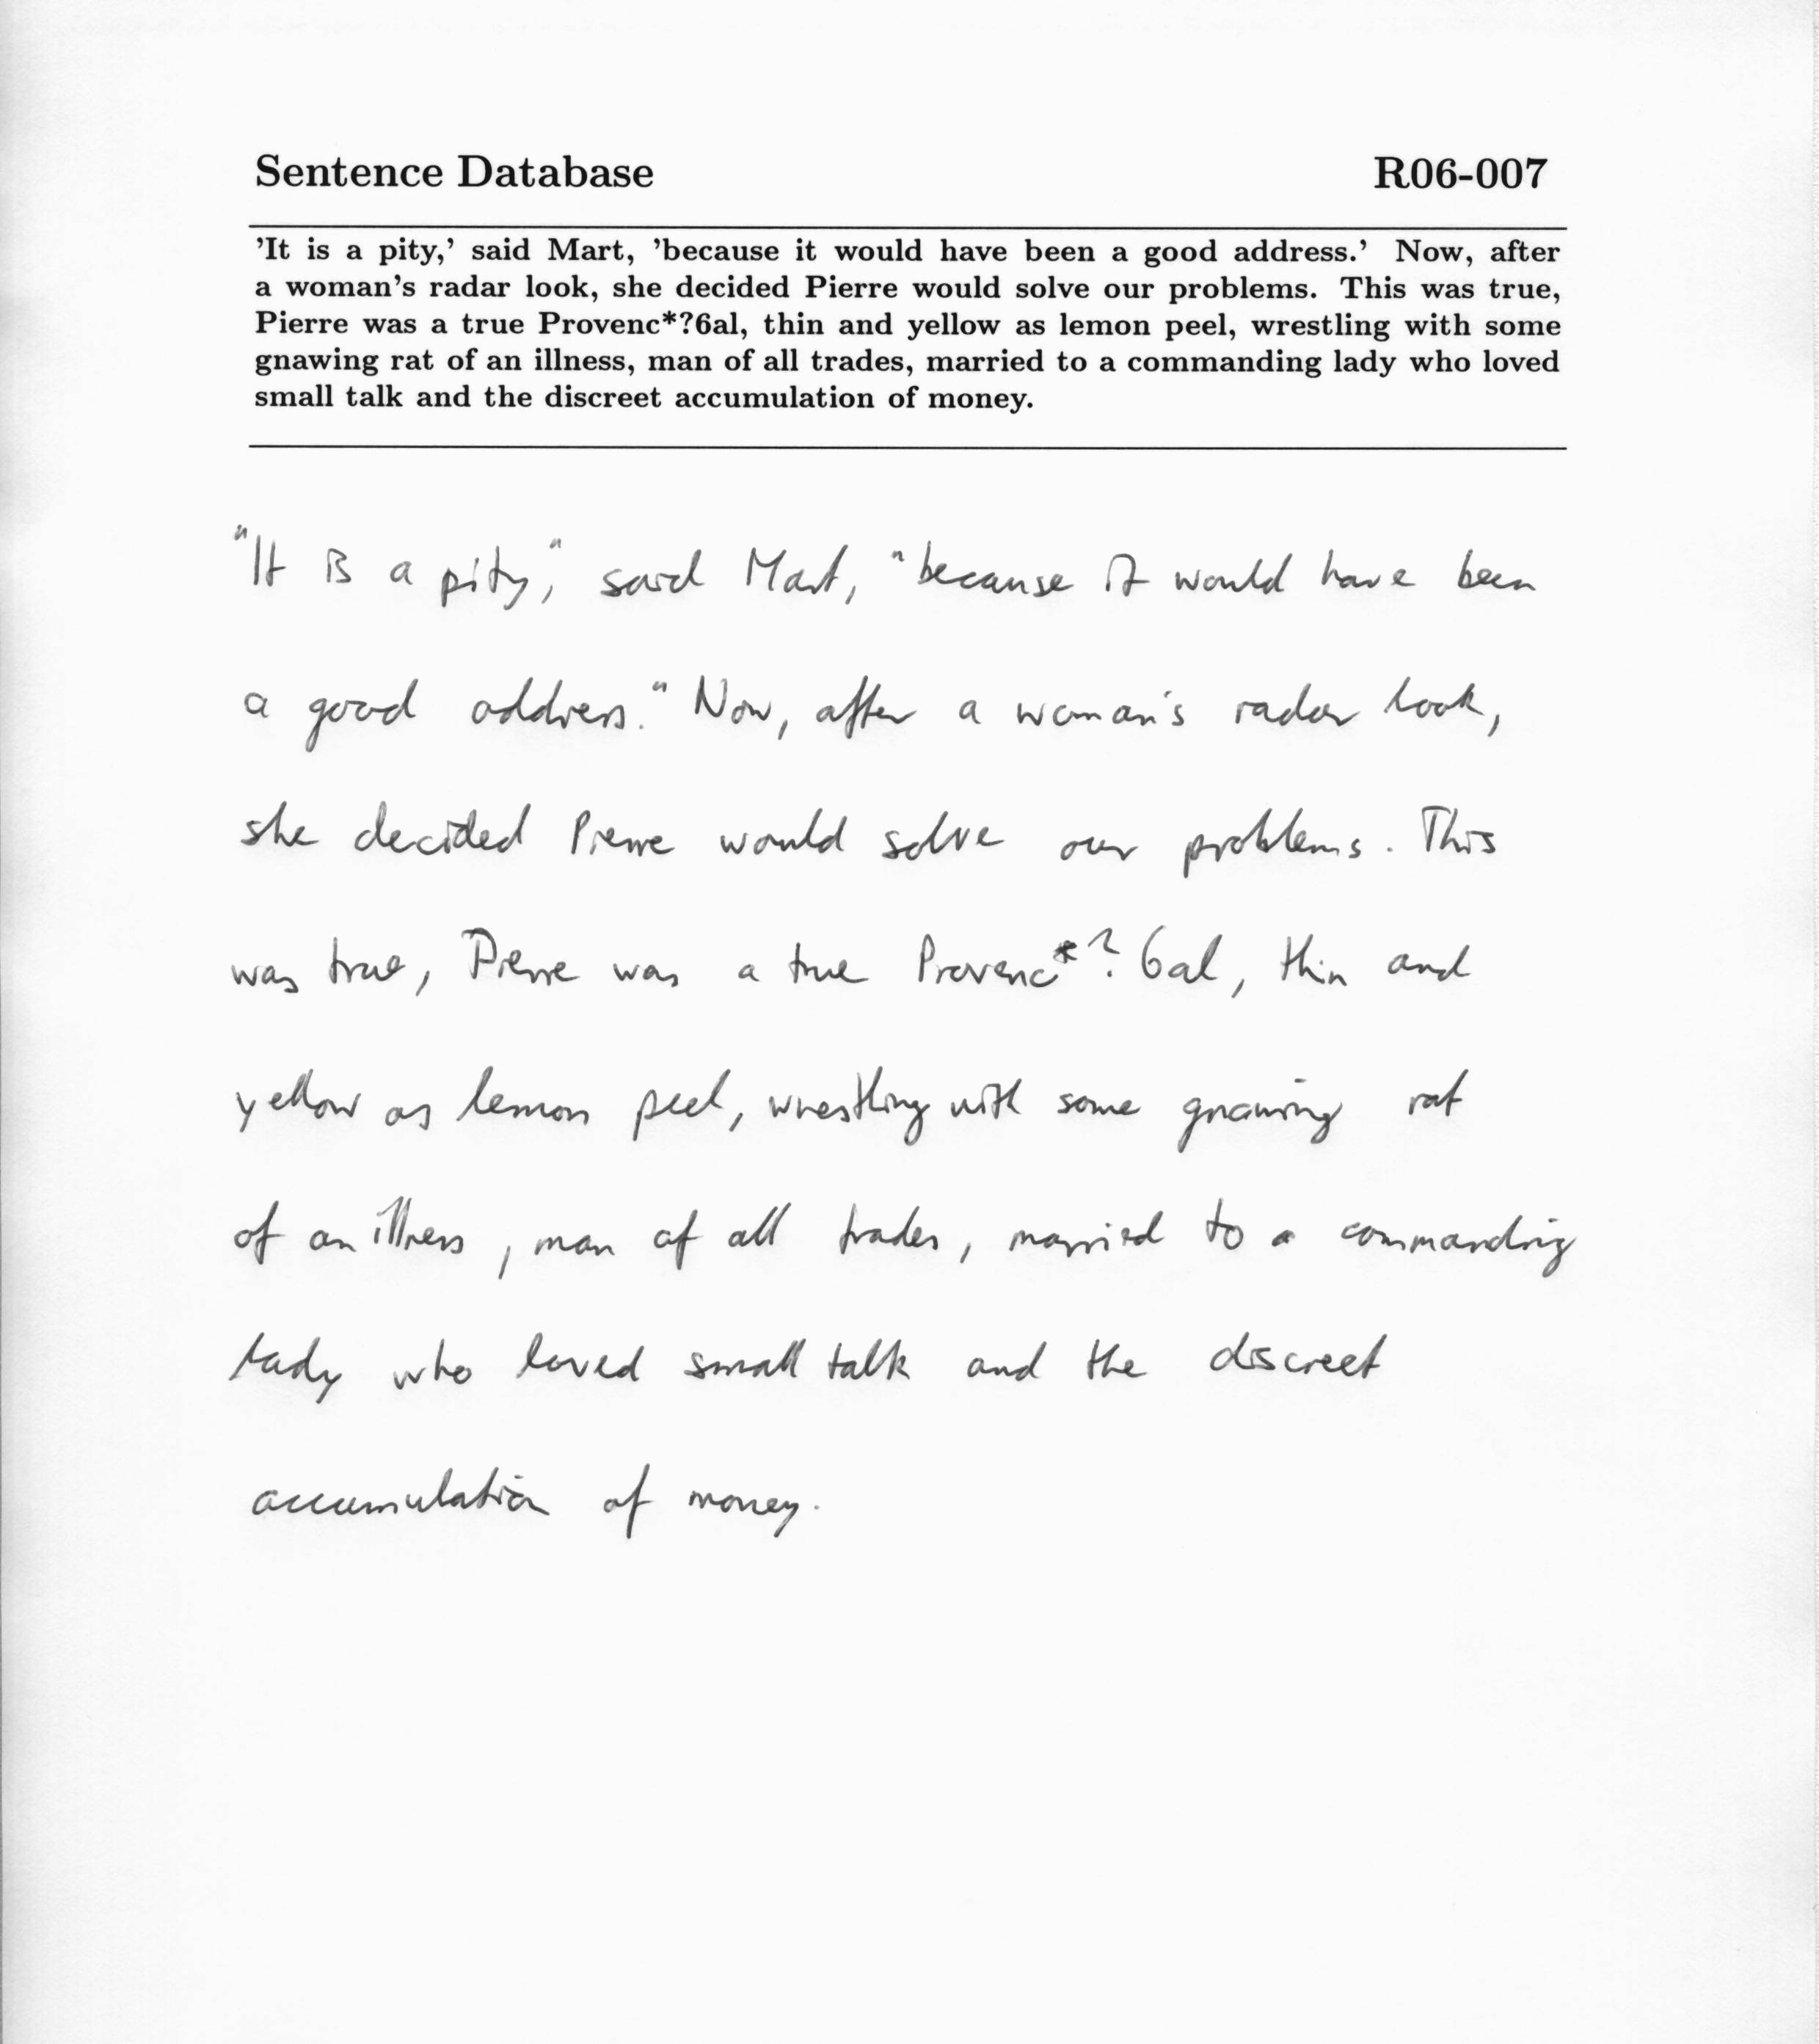 Sentence Database R06-007
'It is a pity,' said Mart, 'because it would have been a good address.' Now, after
a woman's radar look, she decided Pierre would solve our problems. This was true,
Pierre was a true Provenc*?6al, thin and yellow as lemon peel, wrestling with some
gnawing rat of an illness, man of all trades, married to a commanding lady who loved
small talk and the discreet accumulation of money.
"It is a pity," said Mart, "because it would have been
a good address." Now, after a woman's radar look,
she decided Pierre would solve our problems. This
was true, Pierre was a true Provenc*?6al, thin and
yellow as lemon peel, wrestling with some gnawing rat
of an illness, man of all trades, married to a commanding
lady who loved small talk and the discreet
accumulation of money.